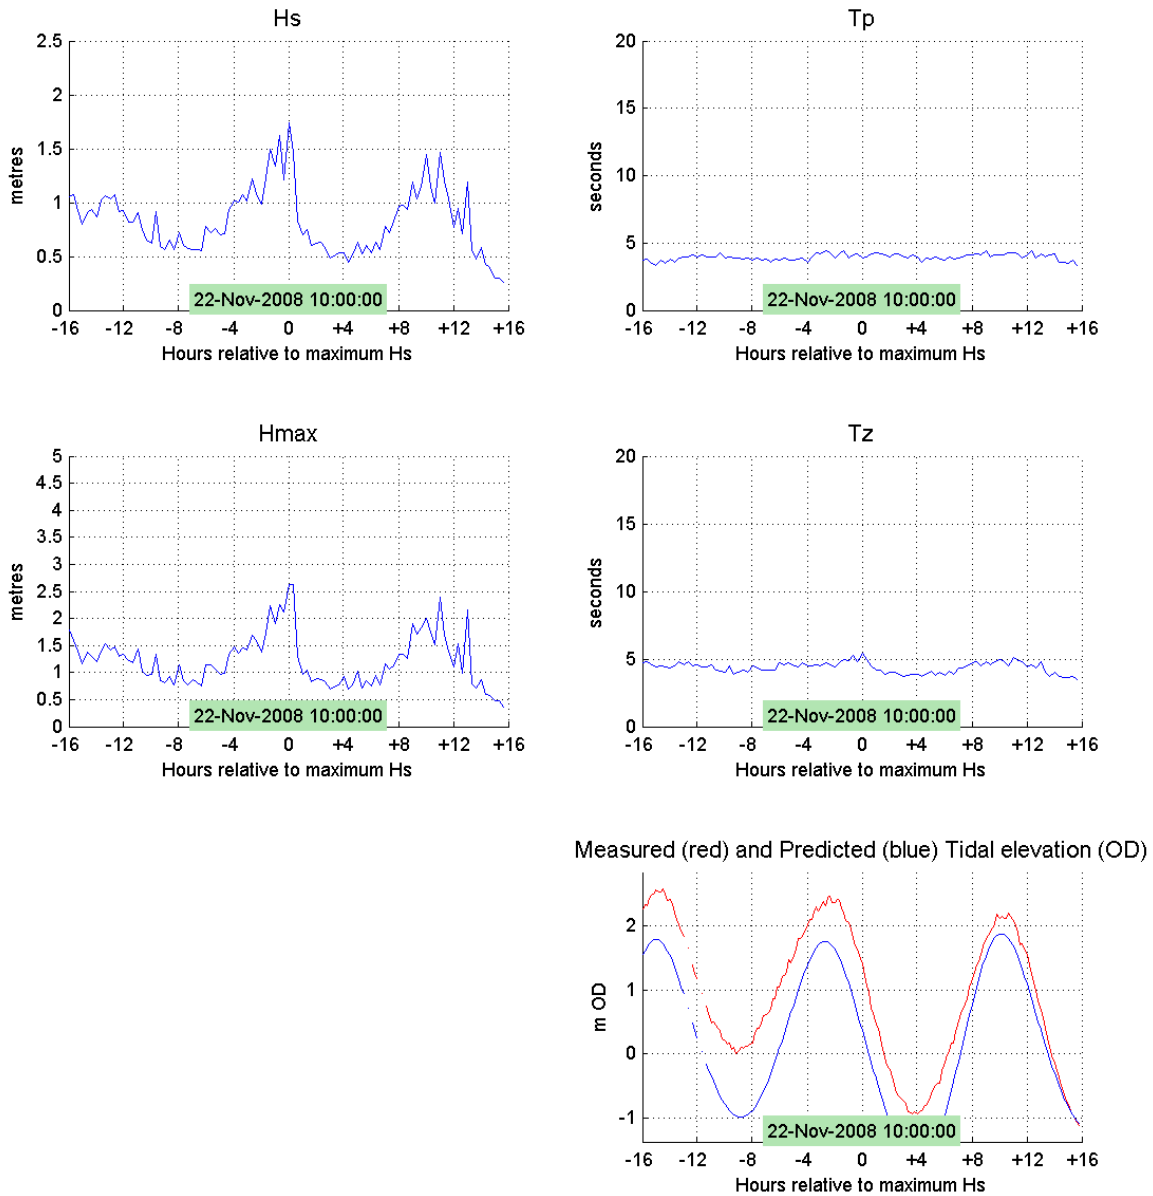 Hs
2.5
2
1.5
1
0.5
0
metres
22-Nov-2008 10:00:00
-16 -12 -8 -4 0 +4 +8 +12 +16
Hours relative to maximum Hs
Tp
20
15
10
5
0
seconds
22-Nov-2008 10:00:00
-16 -12 -8 -4 0 +4 +8 +12 +16
Hours relative to maximum Hs
Hmax
5
4.5
4
3.5
3
2.5
2
1.5
1
0.5
0
metres
22-Nov-2008 10:00:00
-16 -12 -8 -4 0 +4 +8 +12 +16
Hours relative to maximum Hs
Tz
20
15
10
5
0
seconds
22-Nov-2008 10:00:00
-16 -12 -8 -4 0 +4 +8 +12 +16
Hours relative to maximum Hs
Measured (red) and Predicted (blue) Tidal elevation (OD)
2
1
0
-1
m OD
22-Nov-2008 10:00:00
-16 -12 -8 -4 0 +4 +8 +12 +16
Hours relative to maximum Hs